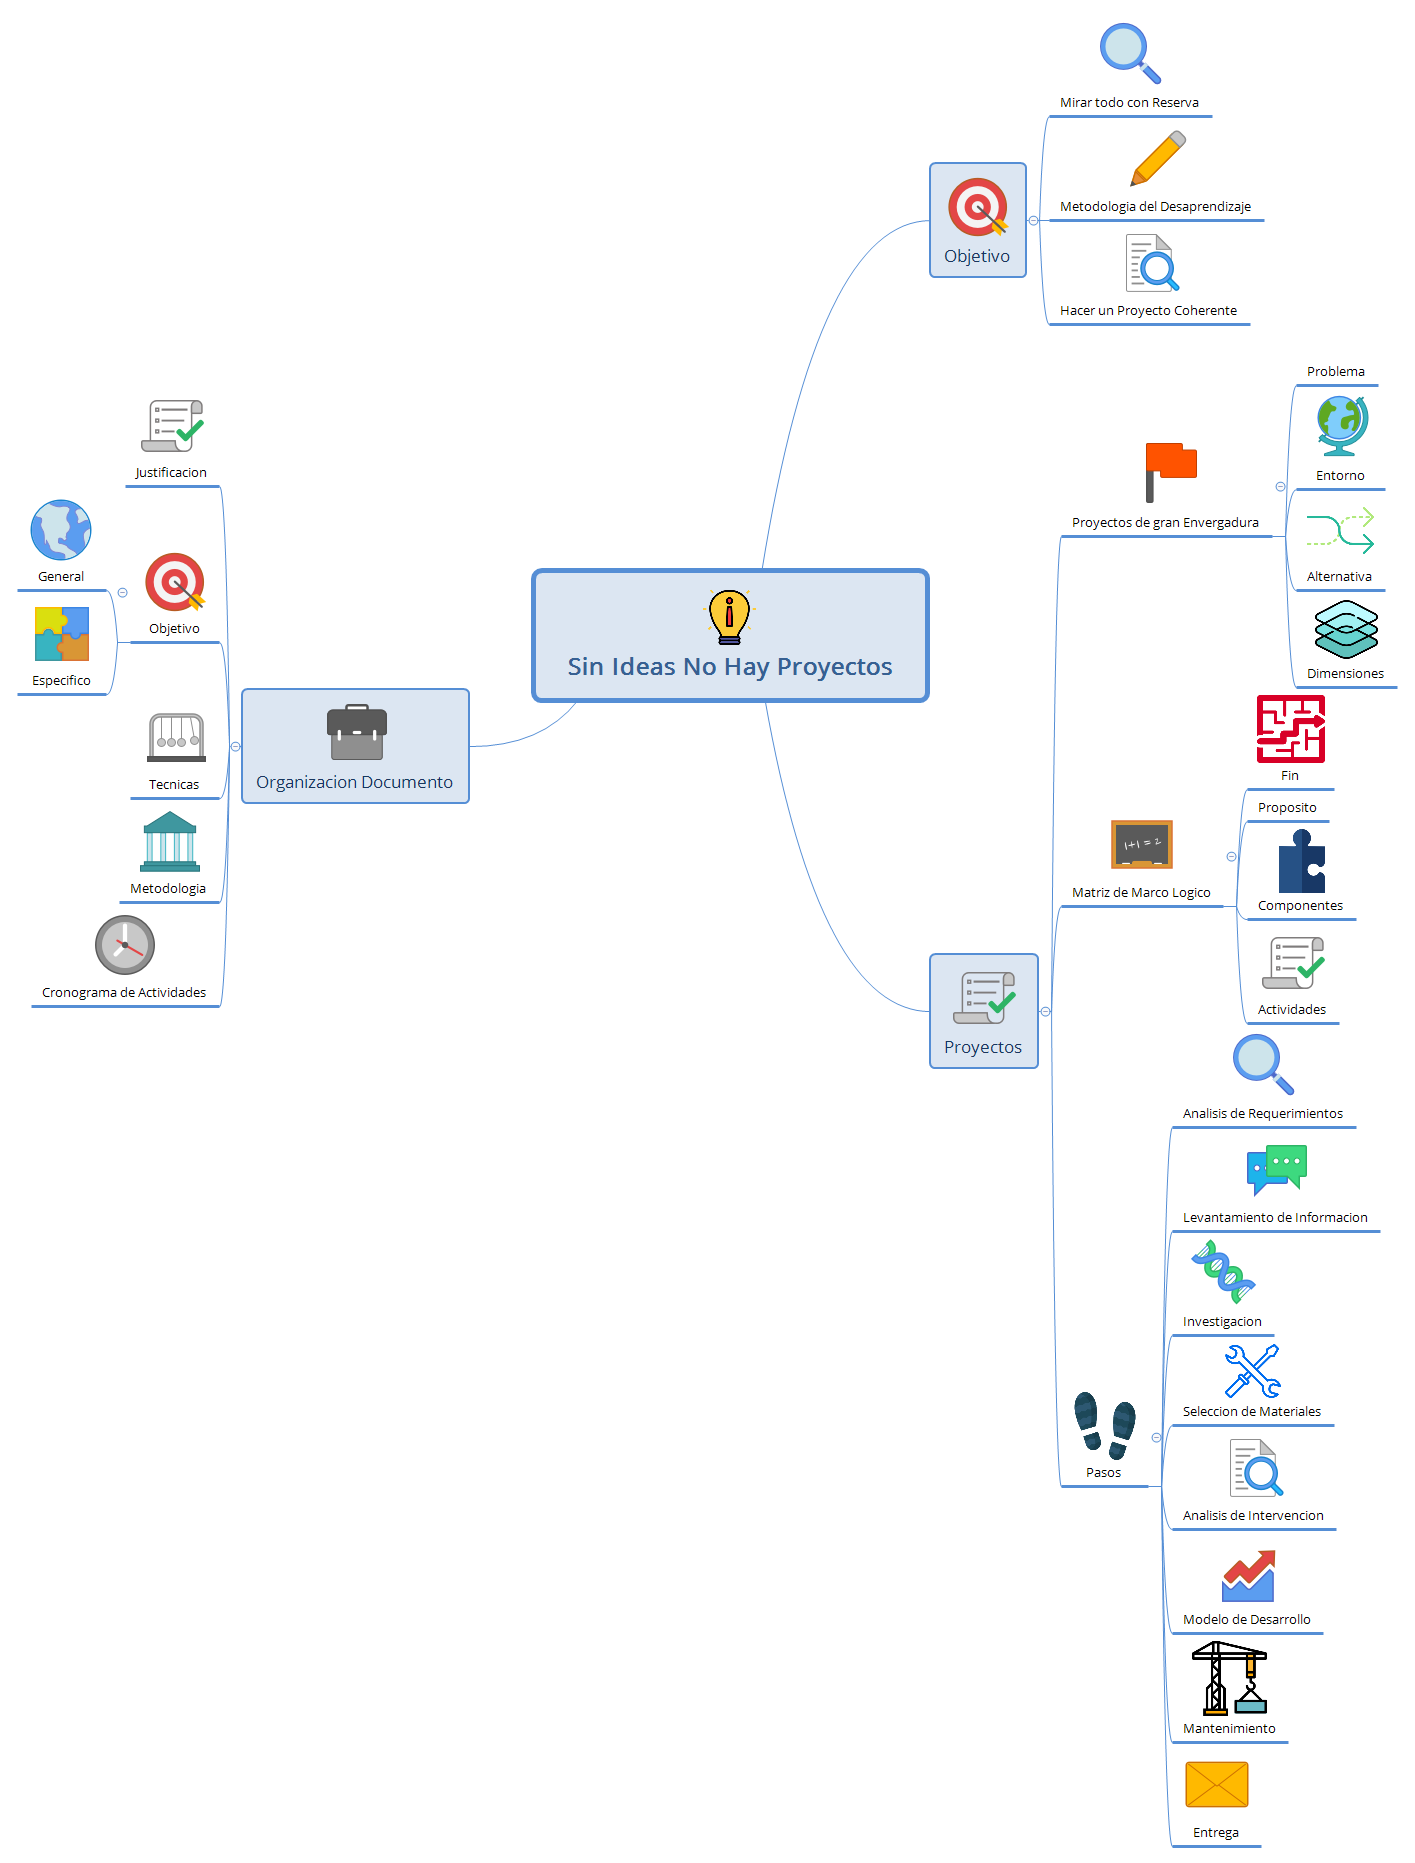 Sin Ideas No Hay Proyectos
Objetivo
Mirar todo con Reserva
Metodologia del Desaprendizaje
Hacer un Proyecto Coherente
Proyectos
Proyectos de gran Envergadura
Problema
Entorno
Alternativa
Dimensiones
Matriz de Marco Logico
1+1=2
Fin
Proposito
Componentes
Actividades
Pasos
Analisis de Requerimientos
Levantamiento de Informacion
Investigacion
Seleccion de Materiales
Analisis de Intervencion
Modelo de Desarrollo
Mantenimiento
Entrega
Organizacion Documento
Justificacion
Objetivo
General
Especifico
Tecnicas
Metodologia
Cronograma de Actividades